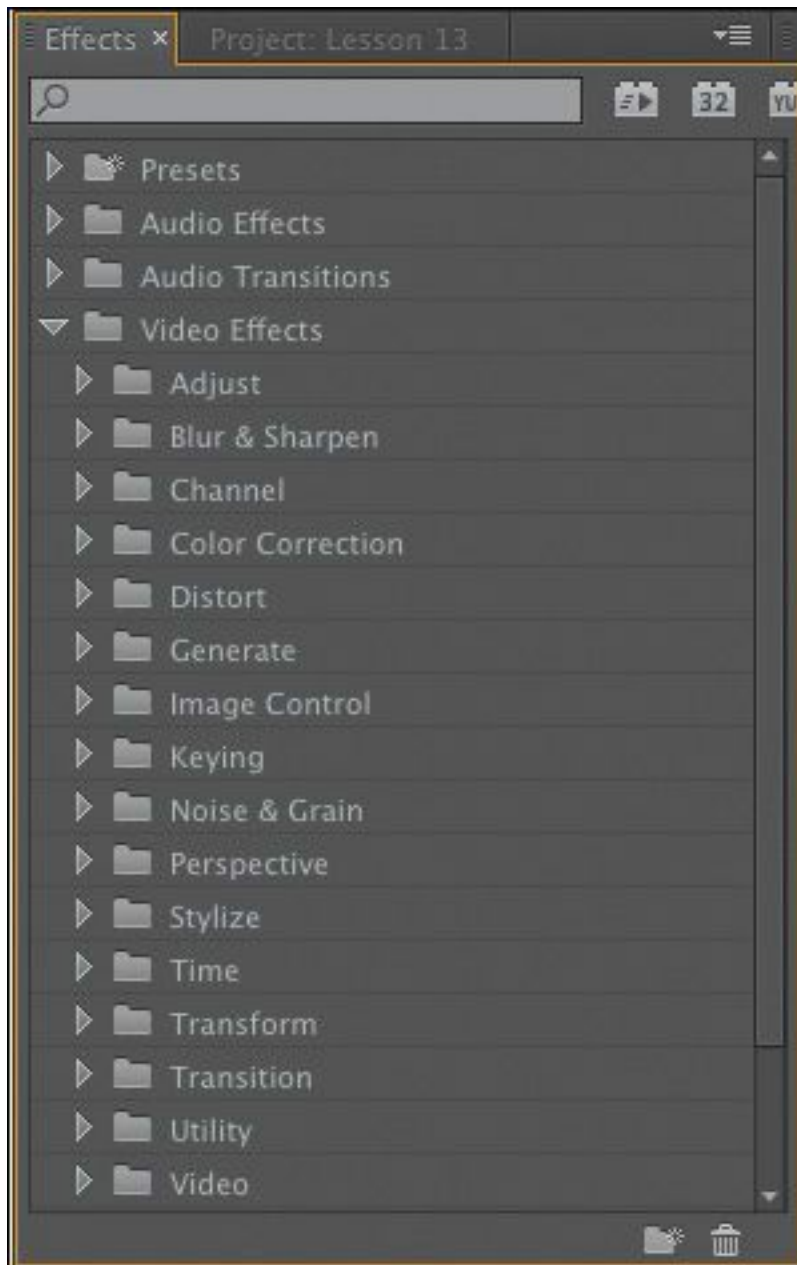 Effects × Project: Lesson 13
32 YU
Presets
Audio Effects
Audio Transitions
Video Effects
Adjust
Blur & Sharpen
Channel
Color Correction
Distort
Generate
Image Control
Keying
Noise & Grain
Perspective
Stylize
Time
Transform
Transition
Utility
Video